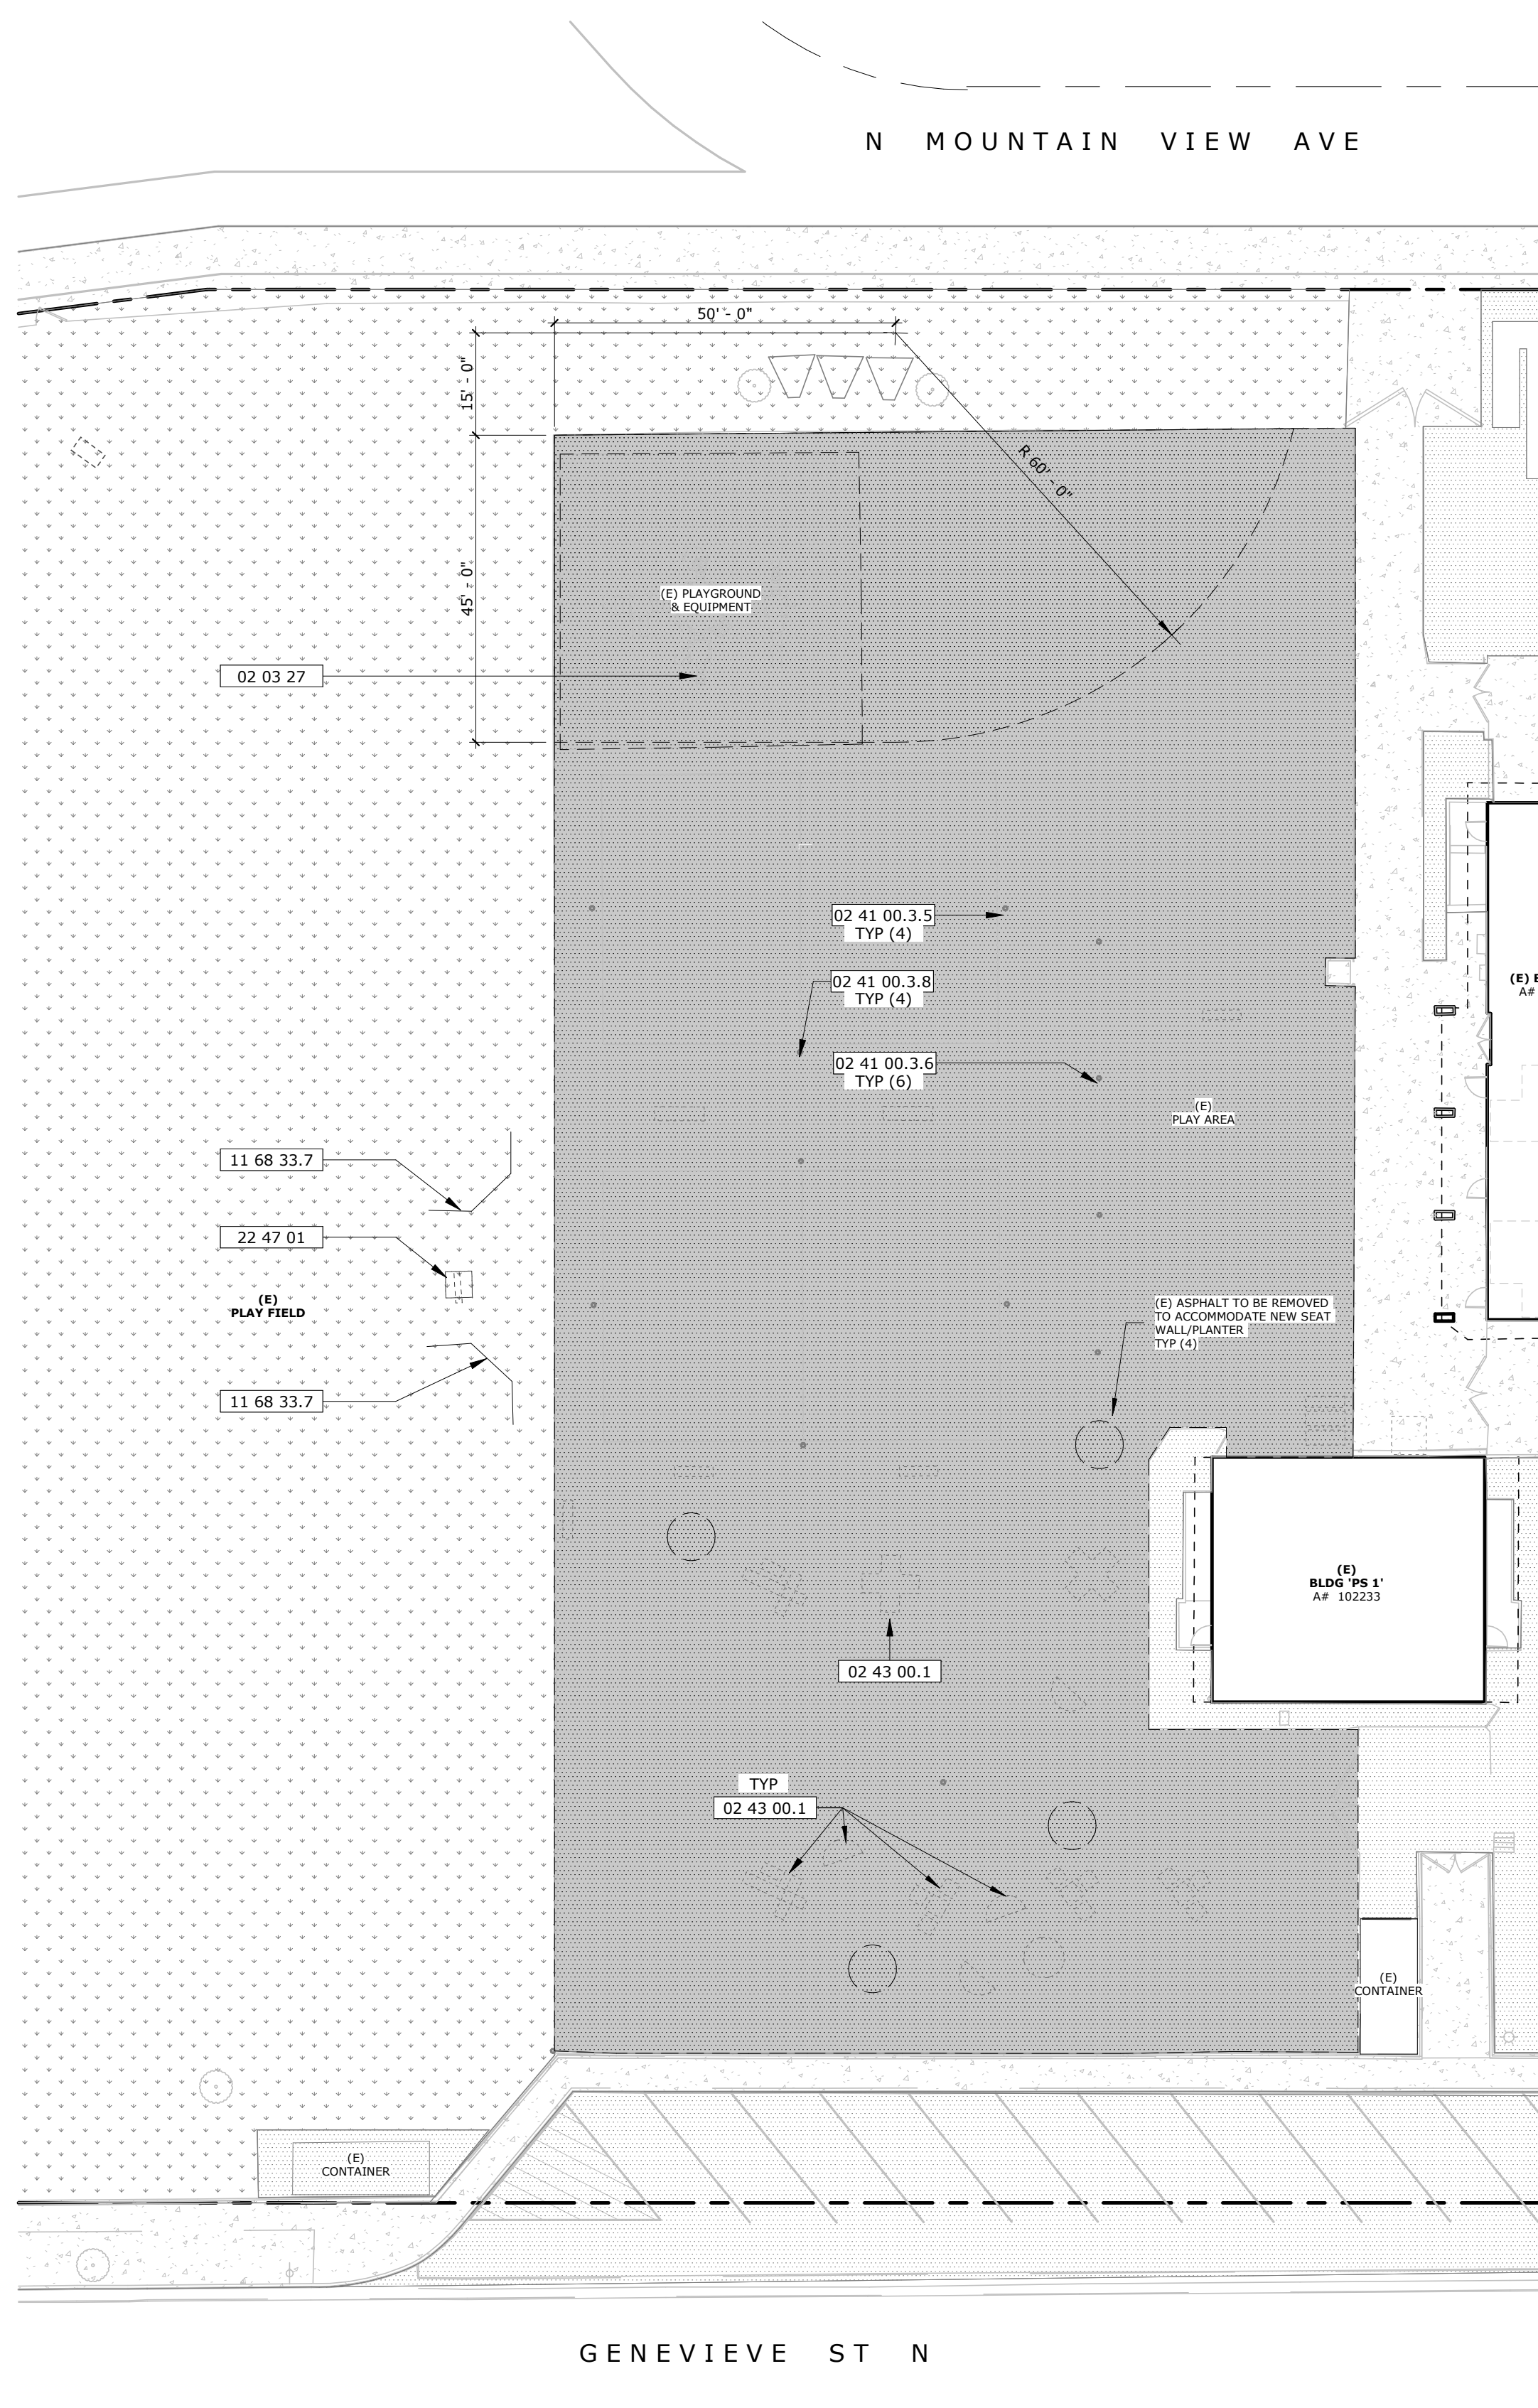 N MOUNTAIN VIEW AVE
50' - 0"
15' - 0"
R 60' - 0"
45' - 0"
(E) PLAYGROUND
& EQUIPMENT
02 03 27
02 41 00.3.5
TYP (4)
02 41 00.3.8
TYP (4)
(E)
A#
02 41 00.3.6
TYP (6)
(E)
PLAY AREA
11 68 33.7
22 47 01
(E)
PLAY FIELD
(E) ASPHALT TO BE REMOVED
TO ACCOMMODATE NEW SEAT
WALL/PLANTER
TYP (4)
11 68 33.7
(E)
BLDG 'PS 1'
A# 102233
02 43 00.1
TYP
02 43 00.1
(E)
CONTAINER
(E)
CONTAINER
GENEVIEVE ST N